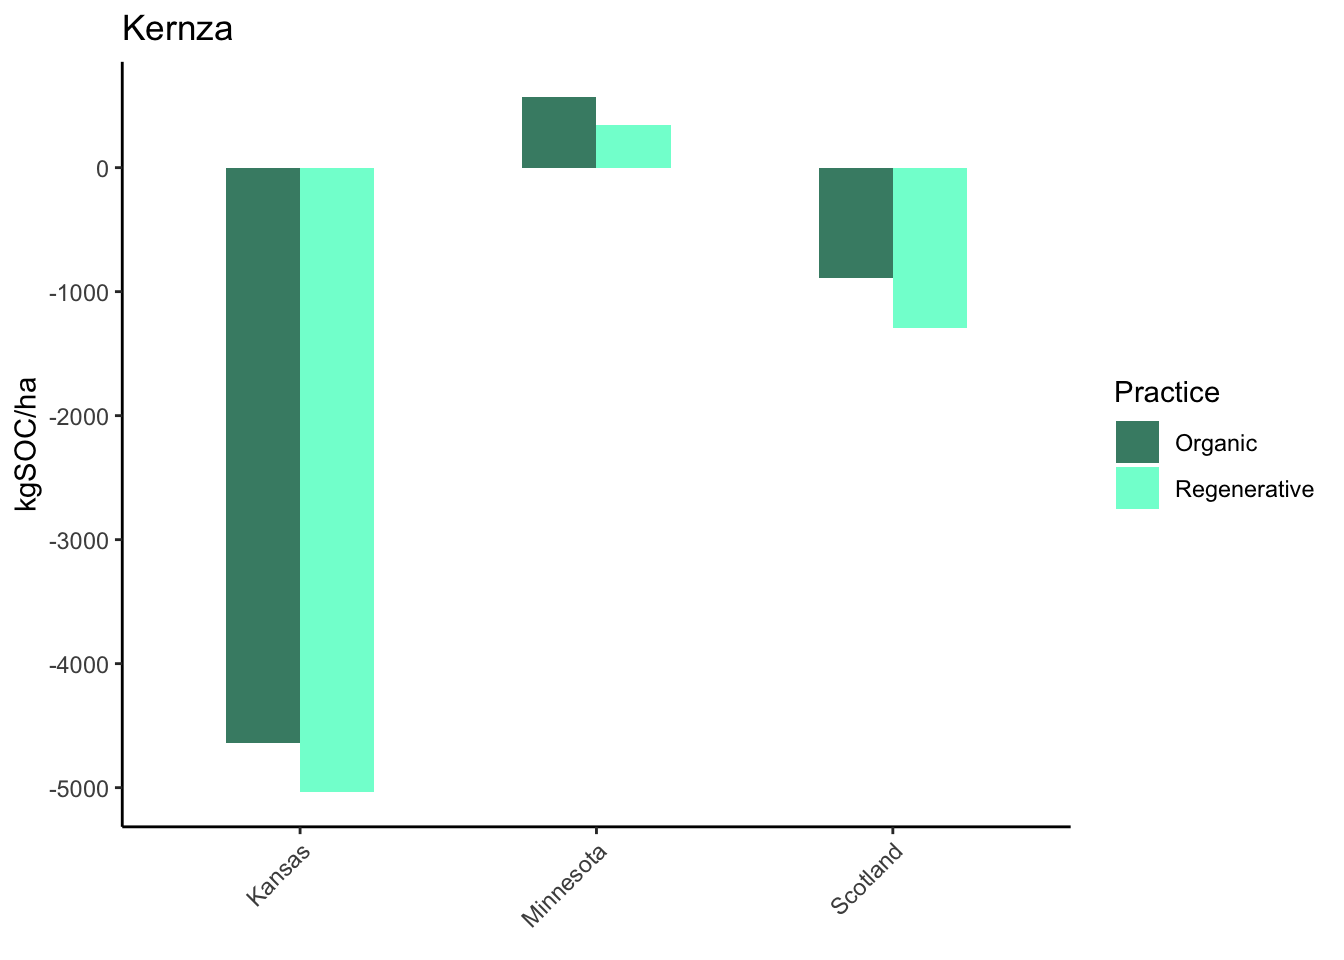 Kernza
kgSOC/ha
0
-1000
-2000
-3000
-4000
-5000
Kansas
Minnesota
Scotland
Practice
Organic
Regenerative